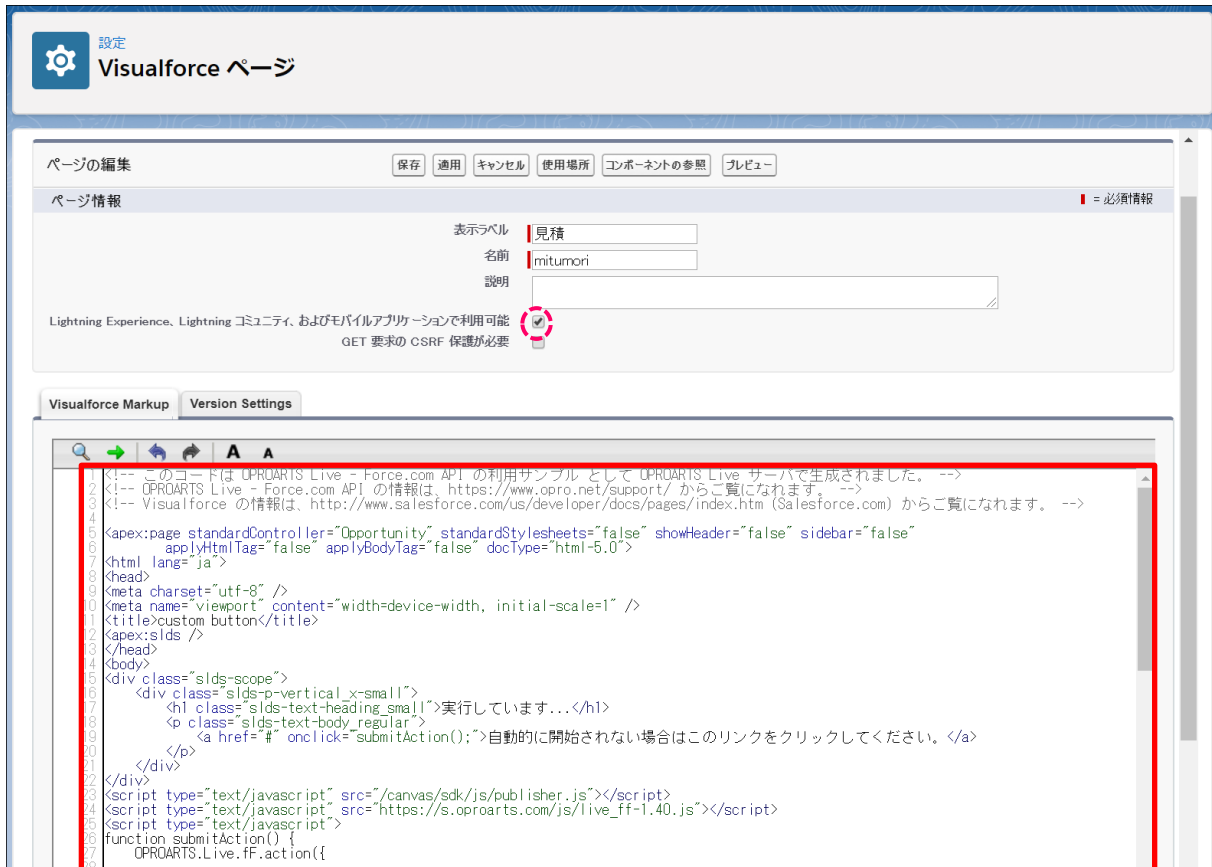 設定
Visualforce ページ
ページの編集
保存 適用 キャンセル 使用場所 コンポーネントの参照 プレビュー
ページ情報
= 必須情報
表示ラベル 見積
名前 mitumori
説明
Lightning Experience、Lightning コミュニティ、およびモバイルアプリケーションで利用可能
GET 要求の CSRF 保護が必要
Visualforce Markup Version Settings
A A
1 <!-- このコードは OPROARTS Live - Force.com API の利用サンプル として OPROARTS Live サーバで生成されました。 -->
2 <!-- OPROARTS Live - Force.com API の情報は、https://www.opro.net/support/ からご覧になれます。 -->
3 <!-- Visualforce の情報は、http://www.salesforce.com/us/developer/docs/pages/index.htm (Salesforce.com) からご覧になれます。 -->
4
5 <apex:page standardController="Opportunity" standardStylesheets="false" showHeader="false" sidebar="false"
6 applyHtmlTag="false" applyBodyTag="false" docType="html-5.0">
7 <html lang="ja">
8 <head>
9 <meta charset="utf-8" />
10 <meta name="viewport" content="width=device-width, initial-scale=1" />
11 <title>custom button</title>
12 <apex:slds />
13 </head>
14 <body>
15 <div class="slds-scope">
16 <div class="slds-p-vertical_x-small">
17 <h1 class="slds-text-heading_small">実行しています...</h1>
18 <p class="slds-text-body_regular">
19 <a href="#" onclick="submitAction();">自動的に開始されない場合はこのリンクをクリックしてください。</a>
20 </p>
21 </div>
22 </div>
23 <script type="text/javascript" src="/canvas/sdk/js/publisher.js"></script>
24 <script type="text/javascript" src="https://s.oproarts.com/js/live_ff-1.40.js"></script>
25 <script type="text/javascript">
26 function submitAction() {
27 OPROARTS.Live.fF.action({